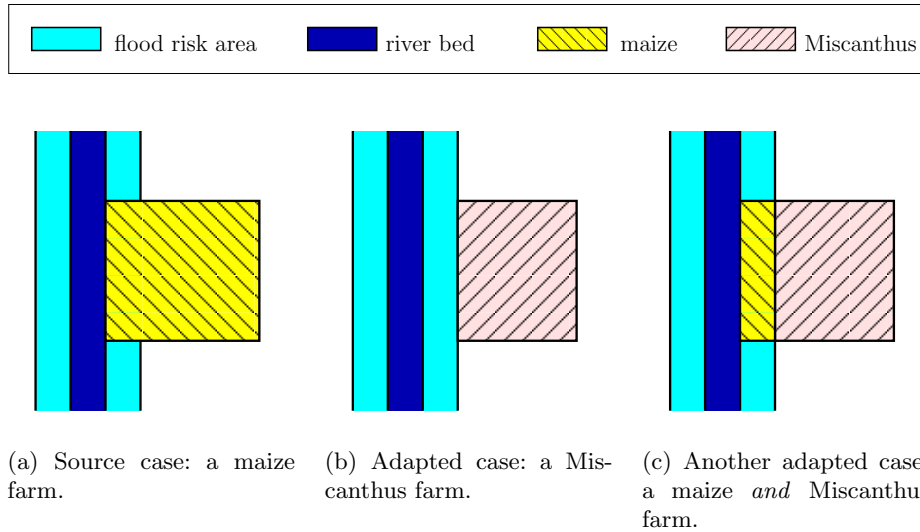 flood risk area river bed maize Miscanthus
(a) Source case: a maize
farm.
(b) Adapted case: a Mis-
canthus farm.
(c) Another adapted case
a maize and Miscanthu
farm.